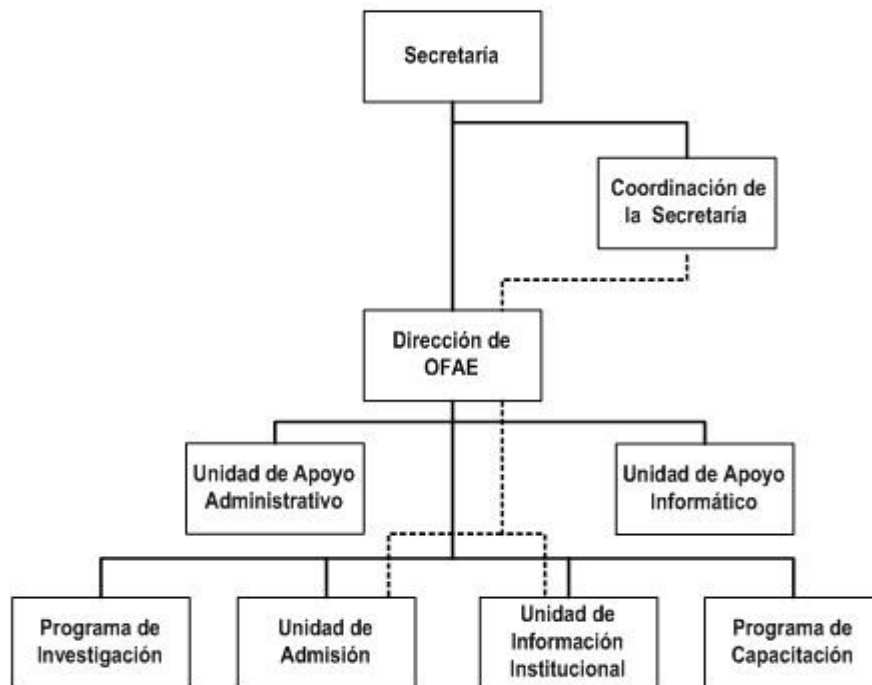 Secretaría
Coordinación de
la Secretaría
Dirección de
OFAE
Unidad de Apoyo
Administrativo
Unidad de Apoyo
Informático
Programa de
Investigación
Unidad de
Admisión
Unidad de
Información
Institucional
Programa de
Capacitación